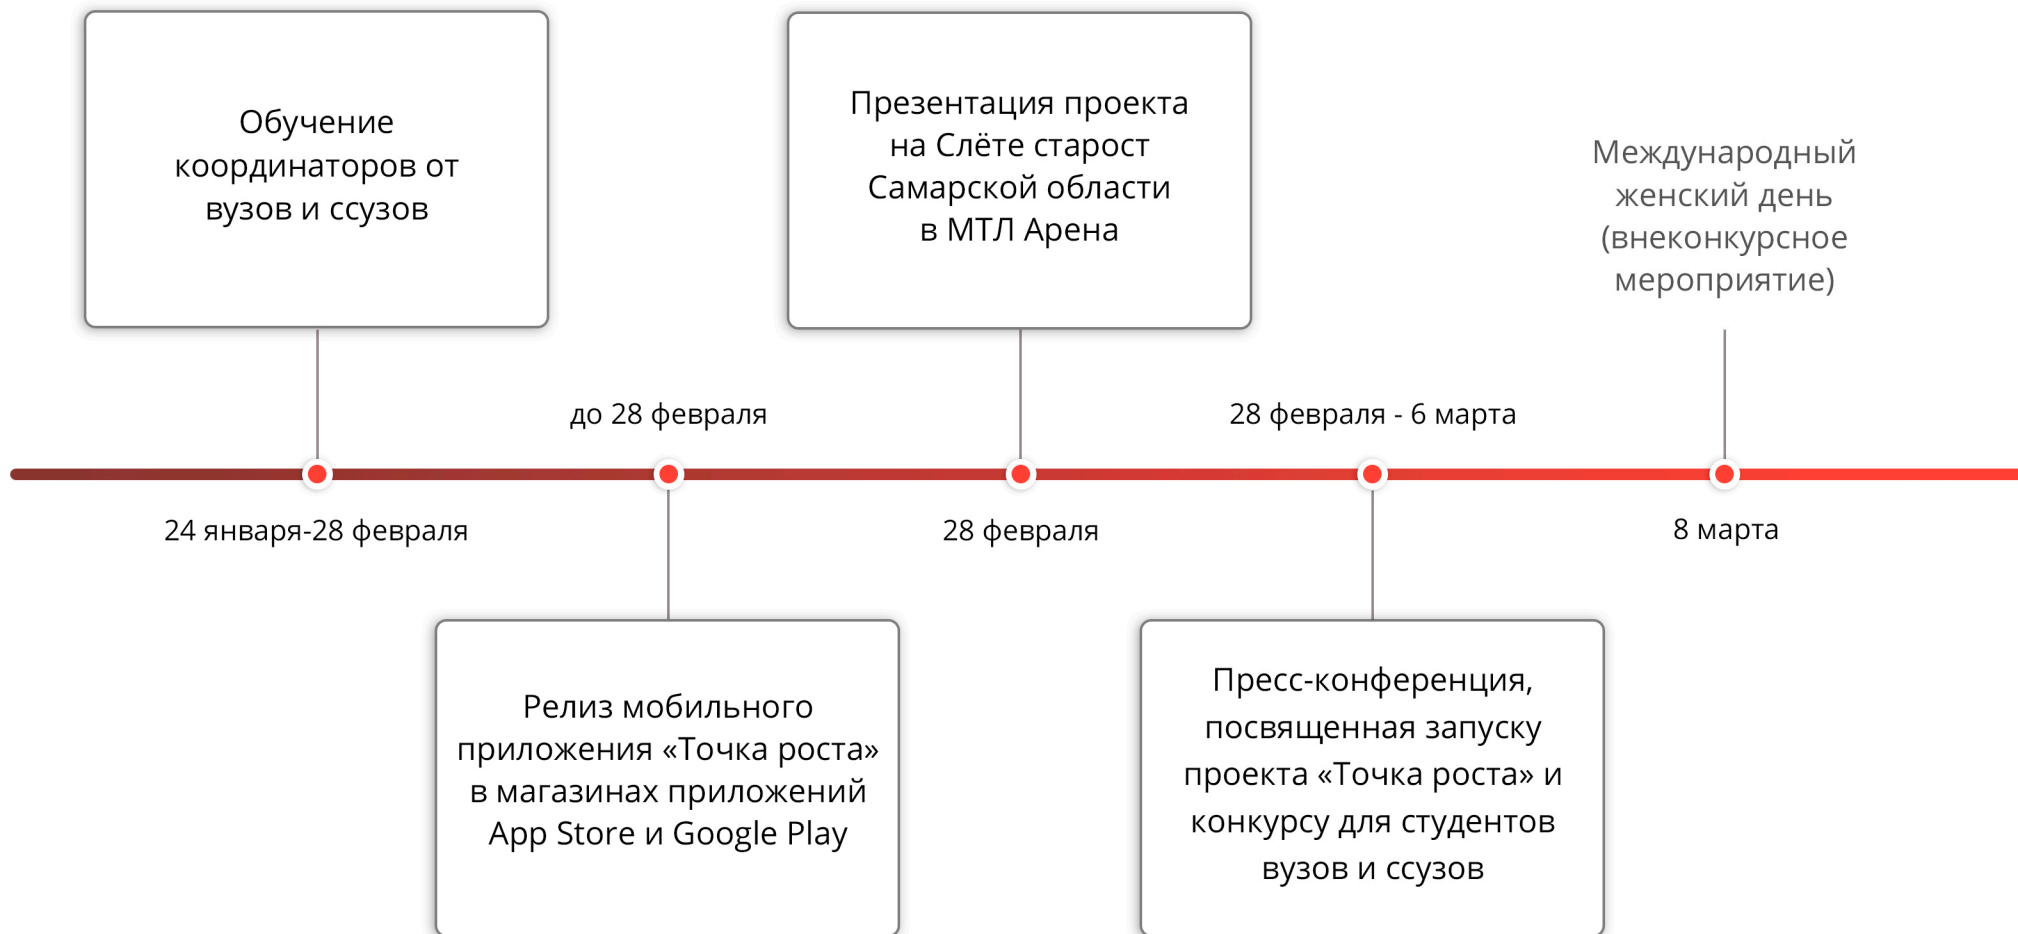 Обучение
координаторов от
вузов и ссузов
24 января-28 февраля
до 28 февраля
Релиз мобильного
приложения «Точка роста»
в магазинах приложений
App Store и Google Play
Презентация проекта
на Слёте старост
Самарской области
в МТЛ Арена
28 февраля
28 февраля - 6 марта
Пресс-конференция,
посвященная запуску
проекта «Точка роста» и
конкурсу для студентов
вузов и ссузов
Международный
женский день
(внеконкурсное
мероприятие)
8 марта